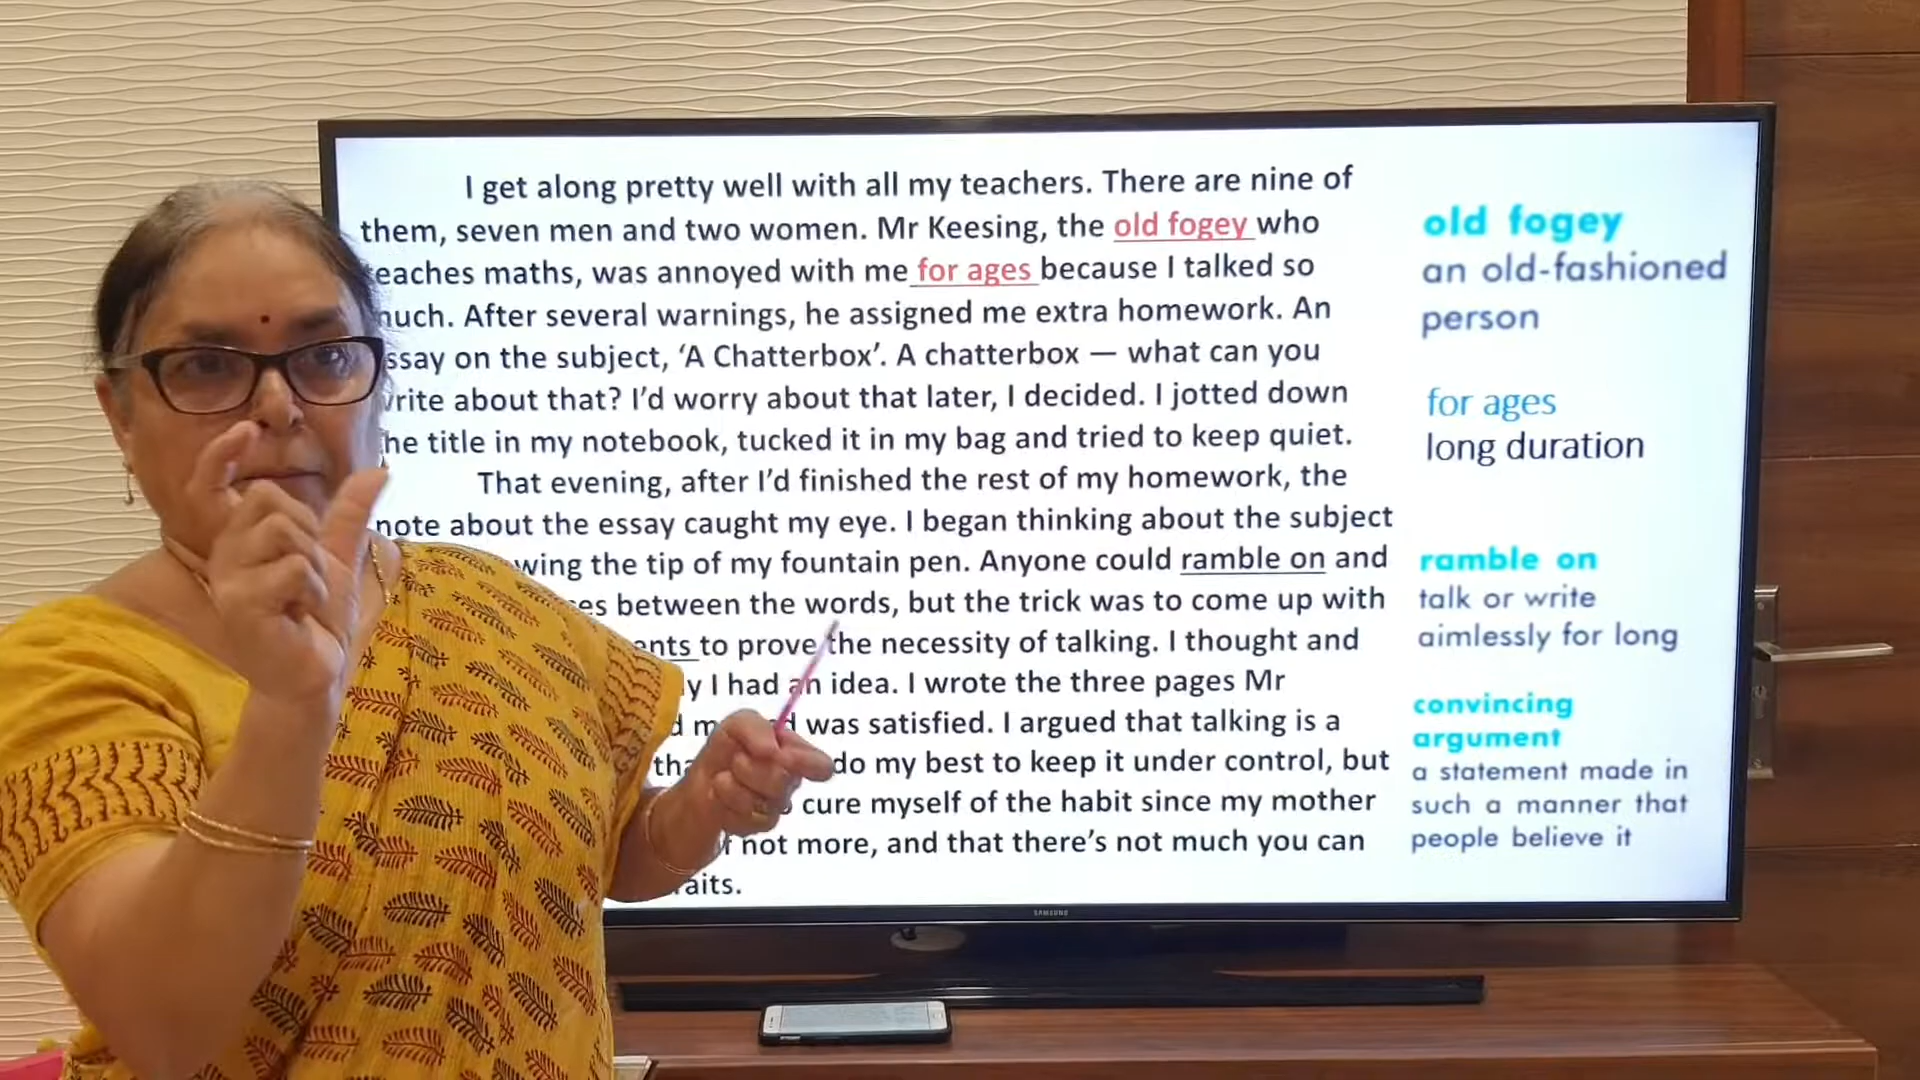 I get along pretty well with all my teachers. There are nine of
them, seven men and two women. Mr Keesing, the old fogey who
teaches maths, was annoyed with me for ages because I talked so
much. After several warnings, he assigned me extra homework. An
essay on the subject, ‘A Chatterbox’. A chatterbox — what can you
write about that? I’d worry about that later, I decided. I jotted down
the title in my notebook, tucked it in my bag and tried to keep quiet.
That evening, after I’d finished the rest of my homework, the
note about the essay caught my eye. I began thinking about the subject
the tip of my fountain pen. Anyone could ramble on and
between the words, but the trick was to come up with
to prove the necessity of talking. I thought and
I had an idea. I wrote the three pages Mr
was satisfied. I argued that talking is a
do my best to keep it under control, but
cure myself of the habit since my mother
not more, and that there’s not much you can
old fogey
an old-fashioned
person
for ages
long duration
ramble on
talk or write
aimlessly for long
convincing
argument
a statement made in
such a manner that
people believe it
SAMSUNG